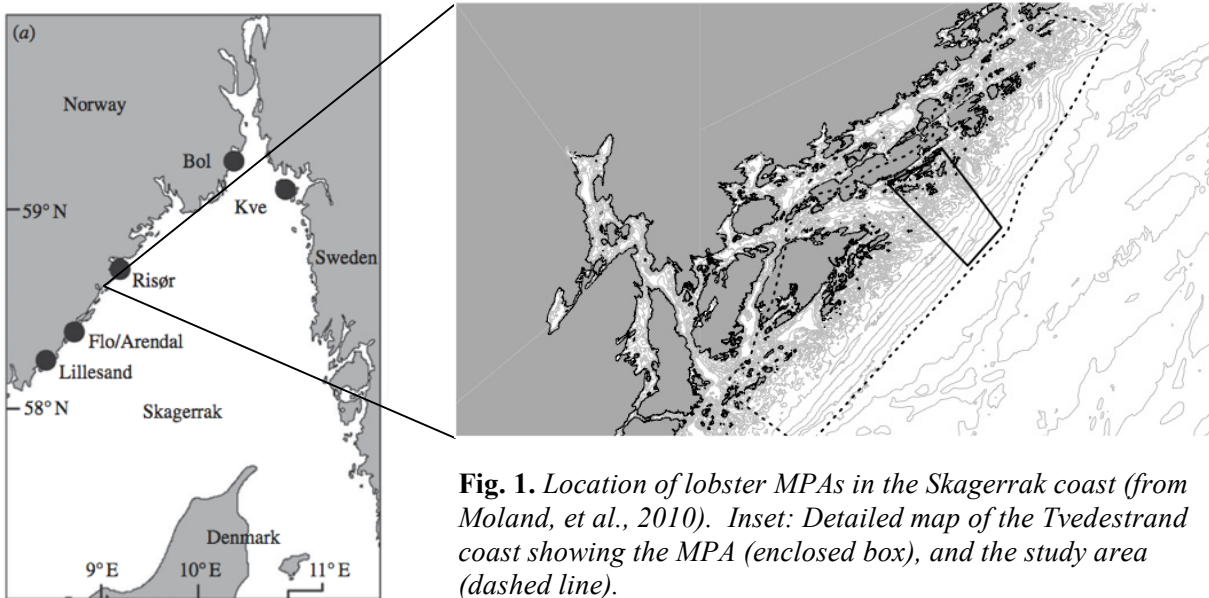 (a)
Norway
Bol
59° N
Kve
Sweden
Risør
Flo/Arendal
Lillesand
58° N
Skagerrak
Denmark
9° E 10° E 11° E
Fig. 1. Location of lobster MPAs in the Skagerrak coast (from
Moland, et al., 2010). Inset: Detailed map of the Tvedestrand
coast showing the MPA (enclosed box), and the study area
(dashed line).